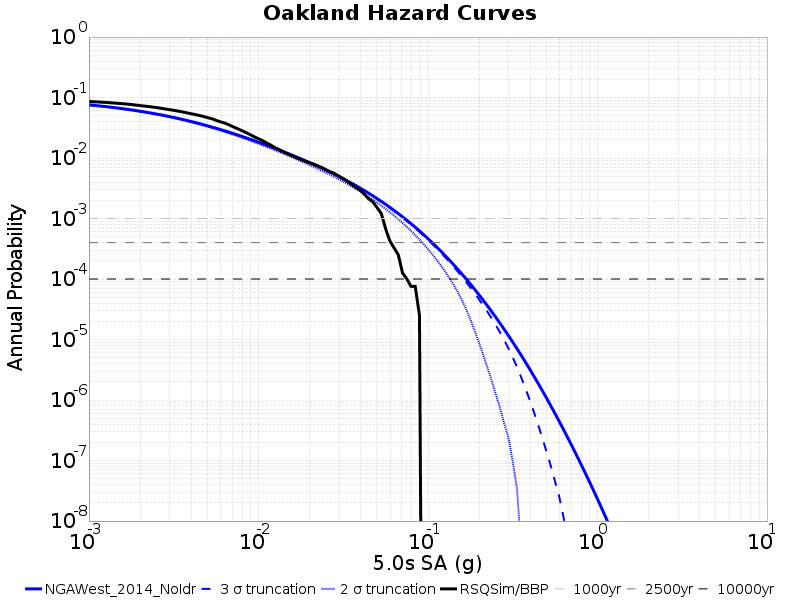 Oakland Hazard Curves
10^0
10^-1
10^-2
10^-3
10^-4
10^-5
10^-6
10^-7
10^-8
Annual Probability
10^-3 10^-2 10^-1 10^0 10^1
5.0s SA (g)
NGAWest_2014_NoIdr 3 σ truncation 2 σ truncation RSQSim/BBP 1000yr 2500yr 10000yr